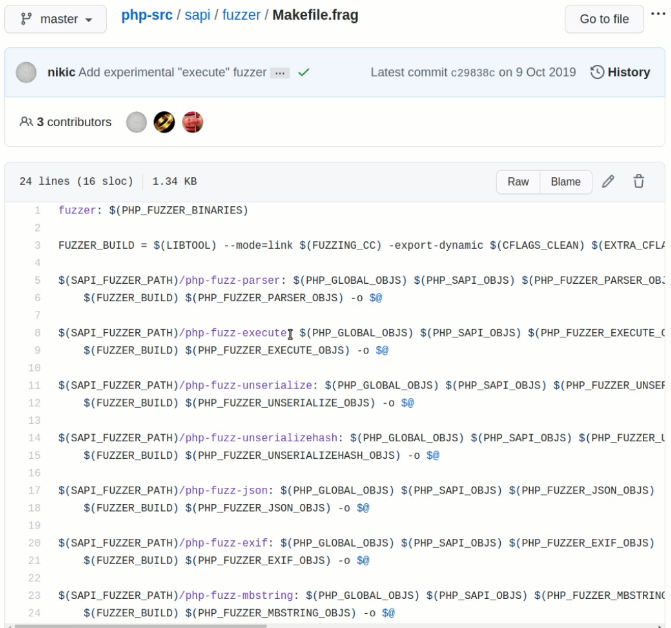 master php-src / sapi / fuzzer / Makefile.frag Go to file ...
nikic Add experimental "execute" fuzzer ... Latest commit c29838c on 9 Oct 2019 History
3 contributors
24 lines (16 sloc) 1.34 KB Raw Blame
1 fuzzer: $(PHP_FUZZER_BINARIES)
2
3 FUZZER_BUILD = $(LIBTOOL) --mode=link $(FUZZING_CC) -export-dynamic $(CFLAGS_CLEAN) $(EXTRA_CFLA
4
5 $(SAPI_FUZZER_PATH)/php-fuzz-parser: $(PHP_GLOBAL_OBJS) $(PHP_SAPI_OBJS) $(PHP_FUZZER_PARSER_OBJ
6 $(FUZZER_BUILD) $(PHP_FUZZER_PARSER_OBJS) -o $@
7
8 $(SAPI_FUZZER_PATH)/php-fuzz-execute: $(PHP_GLOBAL_OBJS) $(PHP_SAPI_OBJS) $(PHP_FUZZER_EXECUTE_O
9 $(FUZZER_BUILD) $(PHP_FUZZER_EXECUTE_OBJS) -o $@
10
11 $(SAPI_FUZZER_PATH)/php-fuzz-unserialize: $(PHP_GLOBAL_OBJS) $(PHP_SAPI_OBJS) $(PHP_FUZZER_UNSER
12 $(FUZZER_BUILD) $(PHP_FUZZER_UNSERIALIZE_OBJS) -o $@
13
14 $(SAPI_FUZZER_PATH)/php-fuzz-unserializehash: $(PHP_GLOBAL_OBJS) $(PHP_SAPI_OBJS) $(PHP_FUZZER_U
15 $(FUZZER_BUILD) $(PHP_FUZZER_UNSERIALIZEHASH_OBJS) -o $@
16
17 $(SAPI_FUZZER_PATH)/php-fuzz-json: $(PHP_GLOBAL_OBJS) $(PHP_SAPI_OBJS) $(PHP_FUZZER_JSON_OBJS)
18 $(FUZZER_BUILD) $(PHP_FUZZER_JSON_OBJS) -o $@
19
20 $(SAPI_FUZZER_PATH)/php-fuzz-exif: $(PHP_GLOBAL_OBJS) $(PHP_SAPI_OBJS) $(PHP_FUZZER_EXIF_OBJS)
21 $(FUZZER_BUILD) $(PHP_FUZZER_EXIF_OBJS) -o $@
22
23 $(SAPI_FUZZER_PATH)/php-fuzz-mbstring: $(PHP_GLOBAL_OBJS) $(PHP_SAPI_OBJS) $(PHP_FUZZER_MBSTRING
24 $(FUZZER_BUILD) $(PHP_FUZZER_MBSTRING_OBJS) -o $@